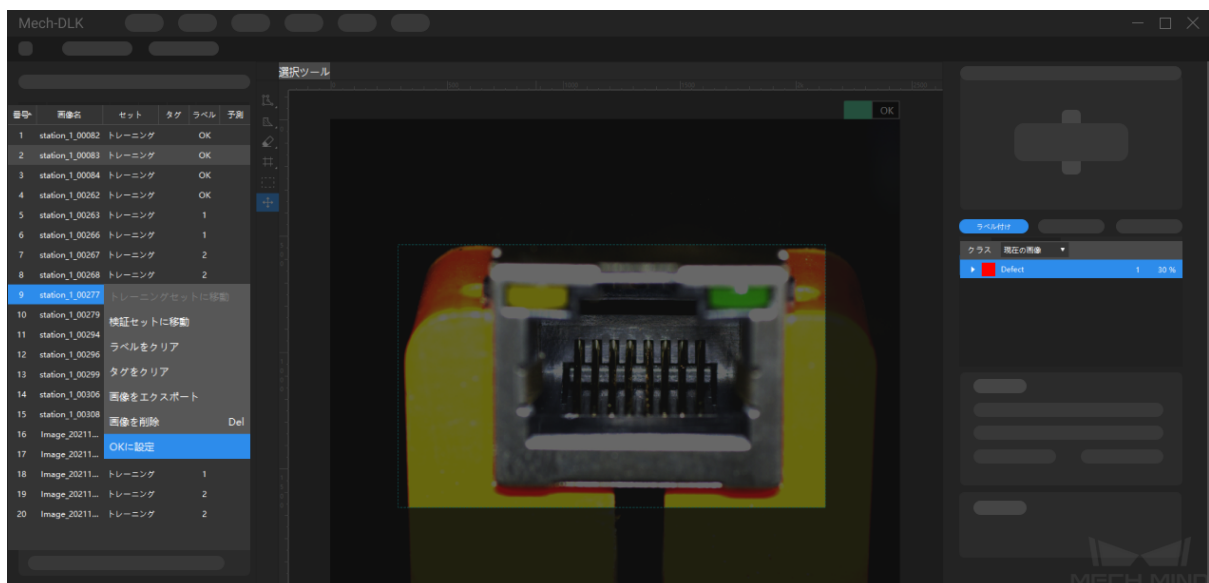 Mech-DLK
選択ツール
OK
番号 画像名 セット タグ ラベル 予測
1 station_1_00082 トレーニング OK
2 station_1_00083 トレーニング OK
3 station_1_00084 トレーニング OK
4 station_1_00262 トレーニング OK
5 station_1_00263 トレーニング 1
6 station_1_00266 トレーニング 1
7 station_1_00267 トレーニング 2
8 station_1_00268 トレーニング 2
9 station_1_00277
10 station_1_00279
11 station_1_00294
12 station_1_00296
13 station_1_00299
14 station_1_00306
15 station_1_00308
16 Image_20211...
17 Image_20211...
18 Image_20211... トレーニング 1
19 Image_20211... トレーニング 2
20 Image_20211... トレーニング 2
トレーニングセットに移動
検証セットに移動
ラベルをクリア
タグをクリア
画像をエクスポート
画像を削除 Del
OKに設定
ラベル付け
クラス 現在の画像
Defect 1 30 %
MECH MIND